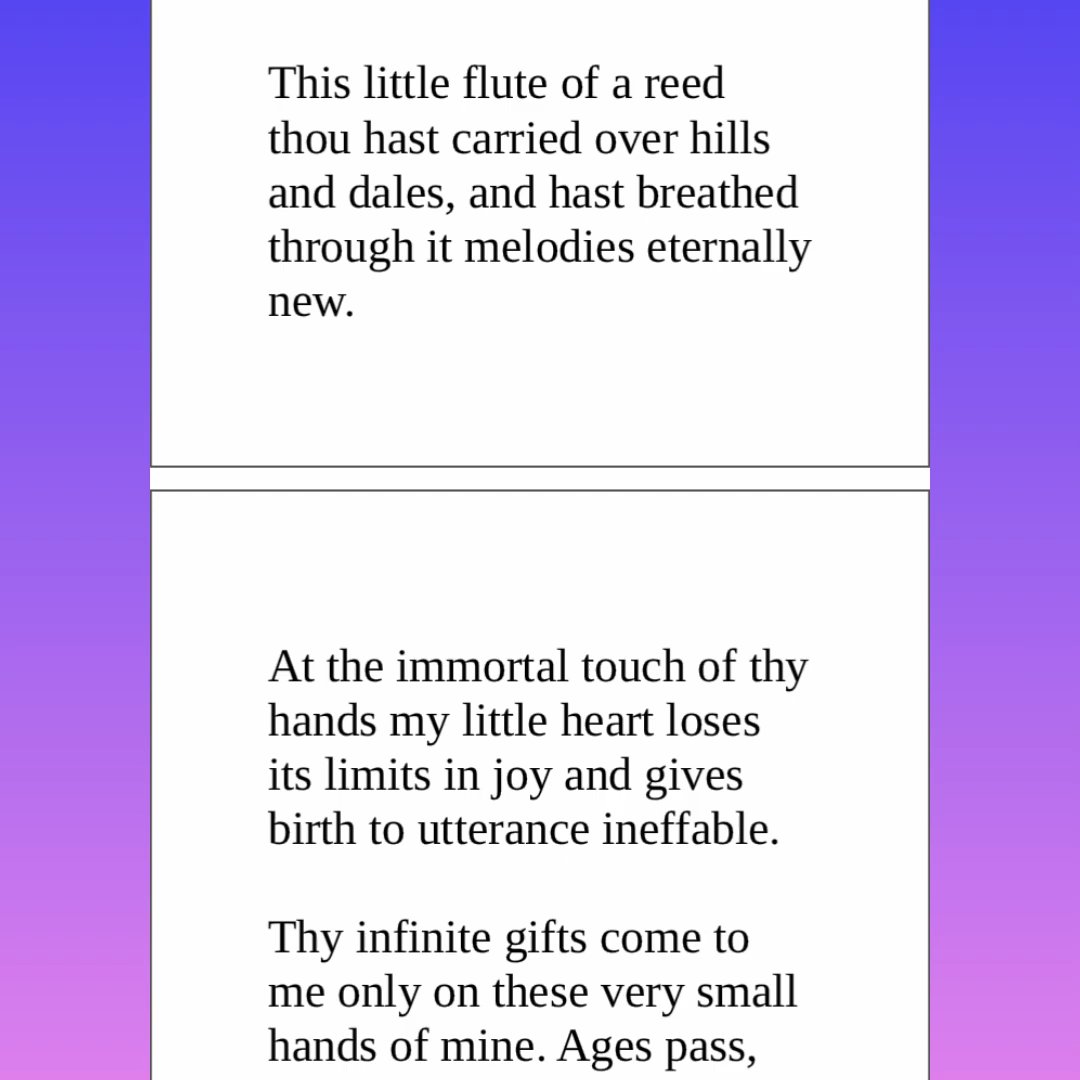 This little flute of a reed
thou hast carried over hills
and dales, and hast breathed
through it melodies eternally
new.
At the immortal touch of thy
hands my little heart loses
its limits in joy and gives
birth to utterance ineffable.
Thy infinite gifts come to
me only on these very small
hands of mine. Ages pass,